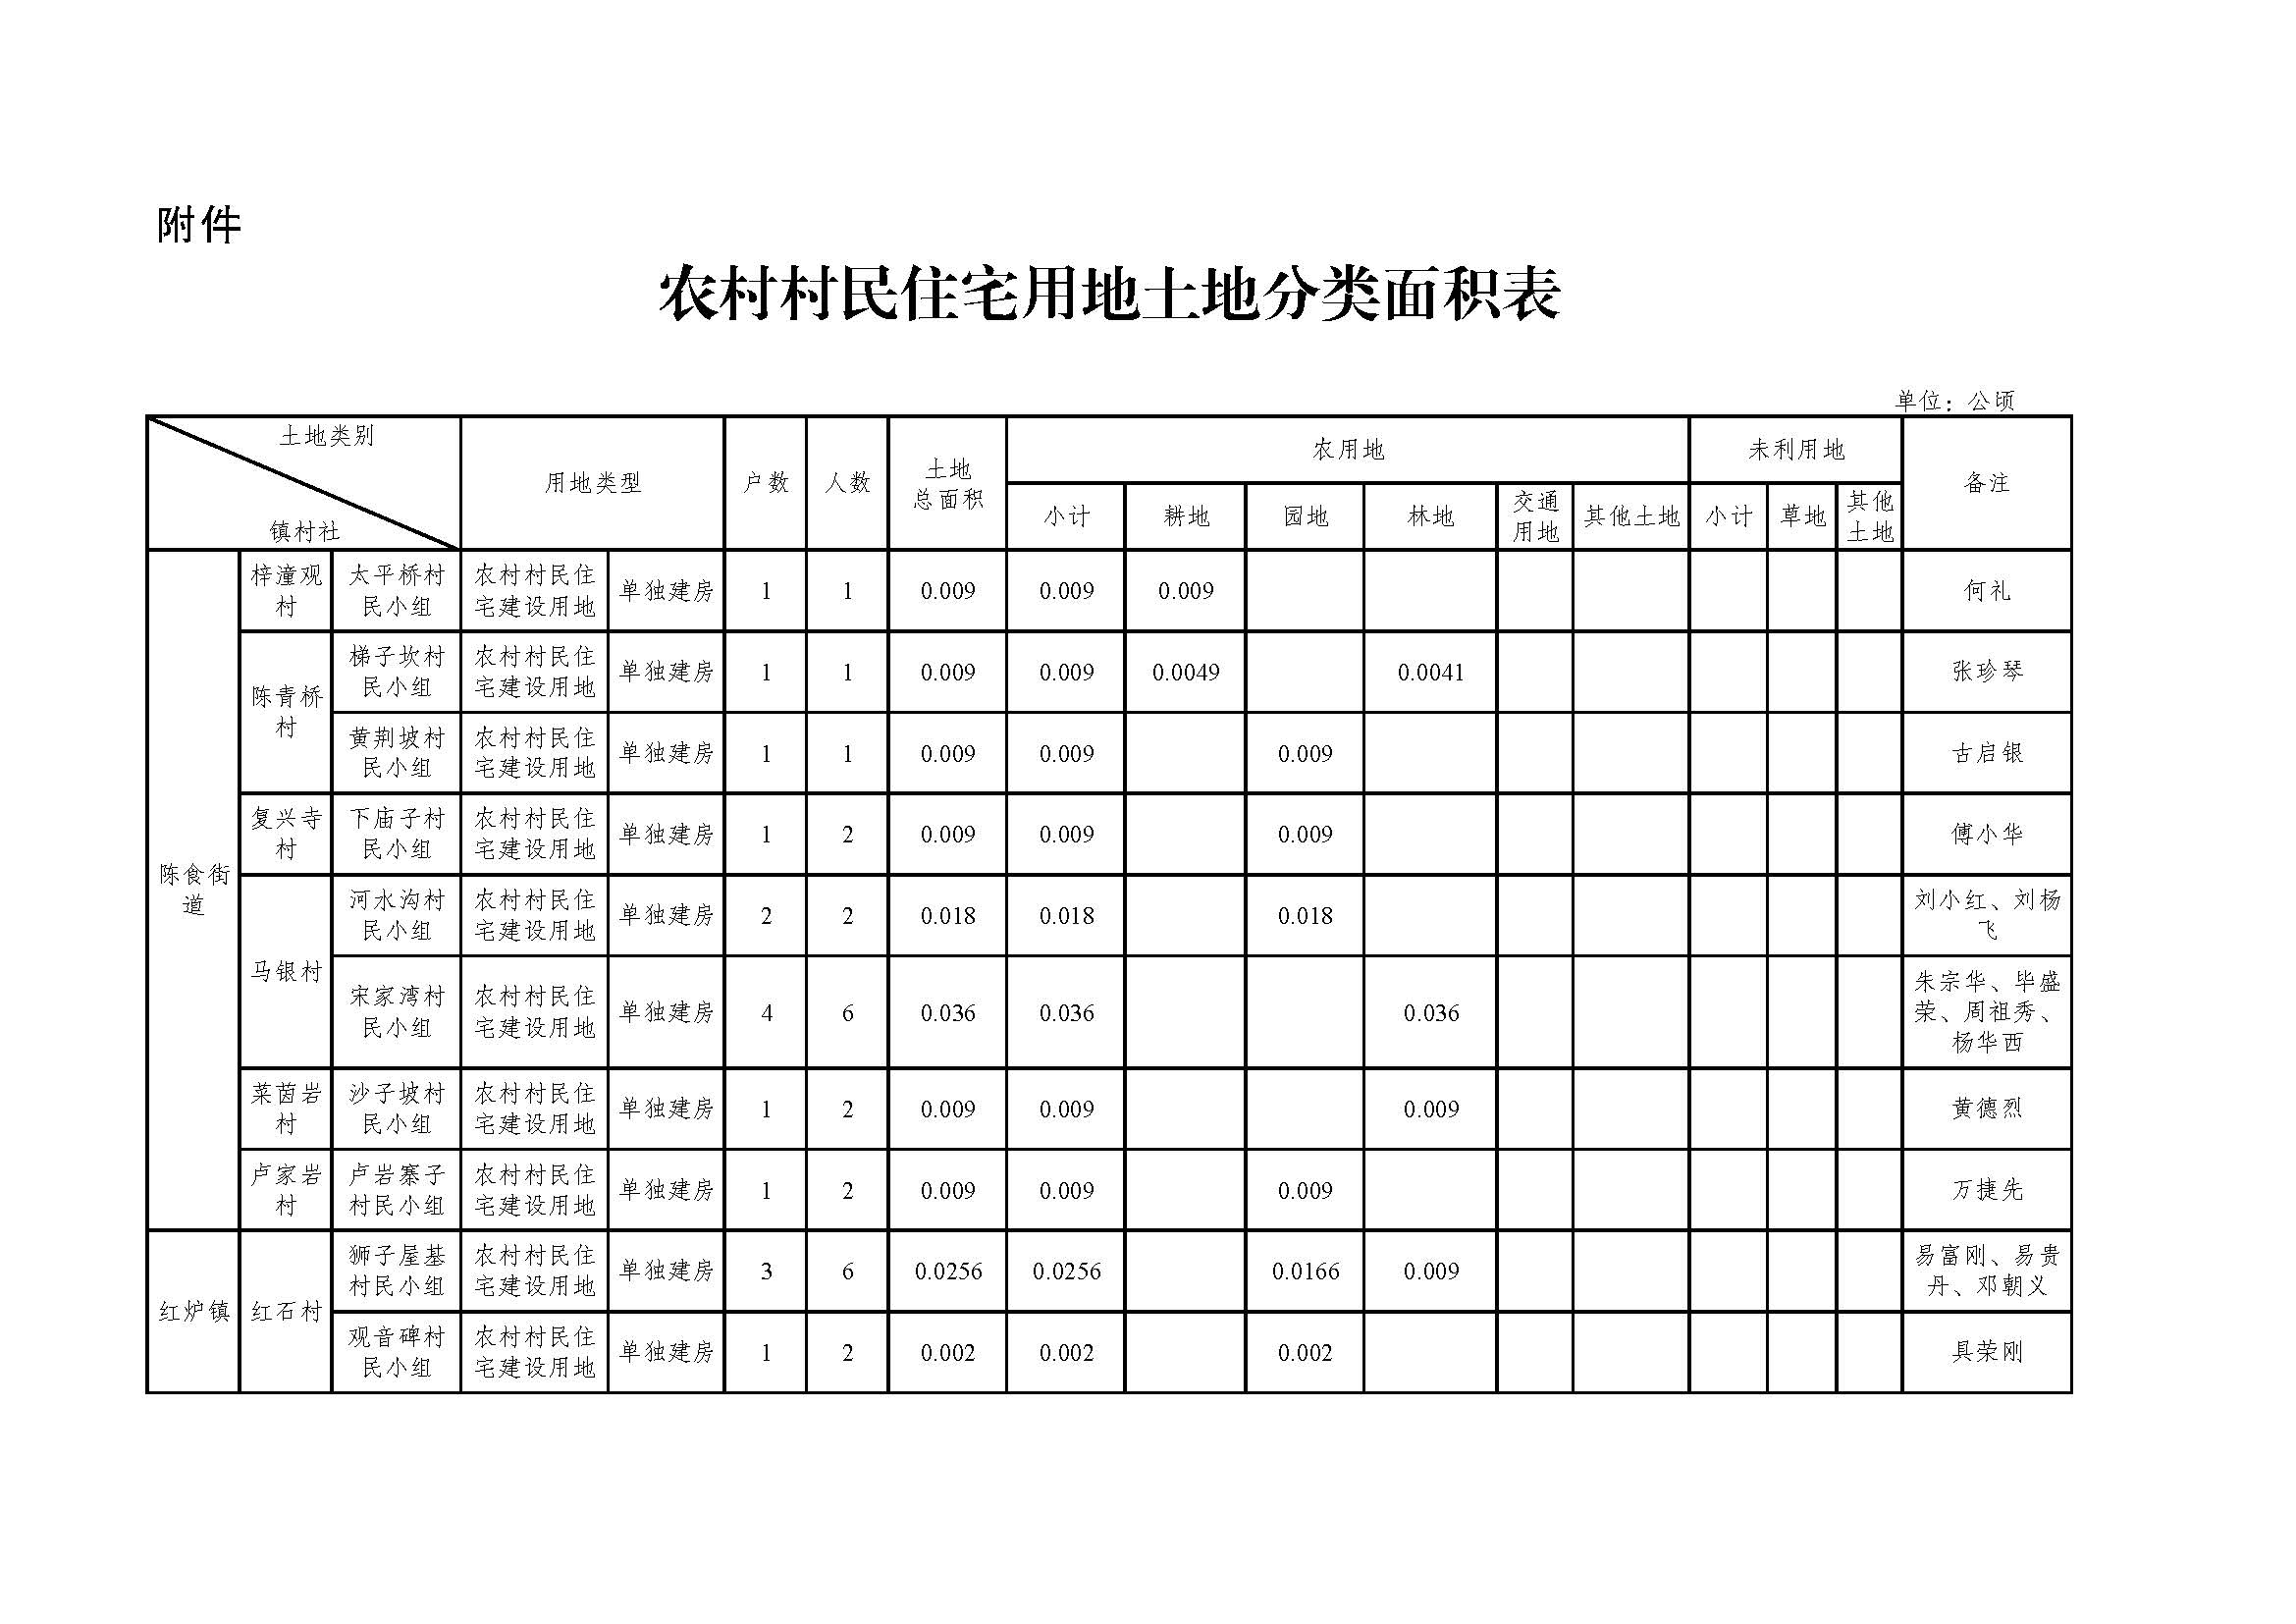 附件
农村村民住宅用地土地分类面积表
单位：公顷
土地类别
镇村社
用地类型
户数
人数
土地
总面积
农用地
未利用地
备注
小计
耕地
园地
林地
交通
用地
其他土地
小计
草地
其他
土地
陈食街
道
梓潼观
村
太平桥村
民小组
农村村民住
宅建设用地
单独建房
1
1
0.009
0.009
0.009
何礼
陈青桥
村
梯子坎村
民小组
农村村民住
宅建设用地
单独建房
1
1
0.009
0.009
0.0049
0.0041
张珍琴
黄荆坡村
民小组
农村村民住
宅建设用地
单独建房
1
1
0.009
0.009
0.009
古启银
复兴寺
村
下庙子村
民小组
农村村民住
宅建设用地
单独建房
1
2
0.009
0.009
0.009
傅小华
马银村
河水沟村
民小组
农村村民住
宅建设用地
单独建房
2
2
0.018
0.018
0.018
刘小红、刘杨
飞
宋家湾村
民小组
农村村民住
宅建设用地
单独建房
4
6
0.036
0.036
0.036
朱宗华、毕盛
荣、周祖秀、
杨华西
菜茵岩
村
沙子坡村
民小组
农村村民住
宅建设用地
单独建房
1
2
0.009
0.009
0.009
黄德烈
卢家岩
村
卢岩寨子
村民小组
农村村民住
宅建设用地
单独建房
1
2
0.009
0.009
0.009
万捷先
红炉镇
红石村
狮子屋基
村民小组
农村村民住
宅建设用地
单独建房
3
6
0.0256
0.0256
0.0166
0.009
易富刚、易贵
丹、邓朝义
观音碑村
民小组
农村村民住
宅建设用地
单独建房
1
2
0.002
0.002
0.002
具荣刚